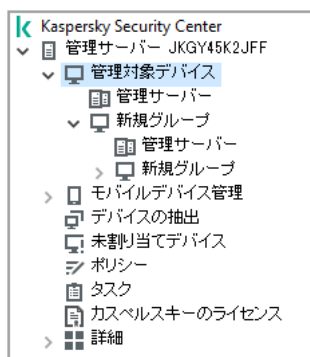 Kaspersky Security Center
管理サーバー JKGY45K2JFF
管理対象デバイス
管理サーバー
新規グループ
管理サーバー
新規グループ
モバイルデバイス管理
デバイスの抽出
未割り当てデバイス
ポリシー
タスク
カスペルスキーのライセンス
詳細